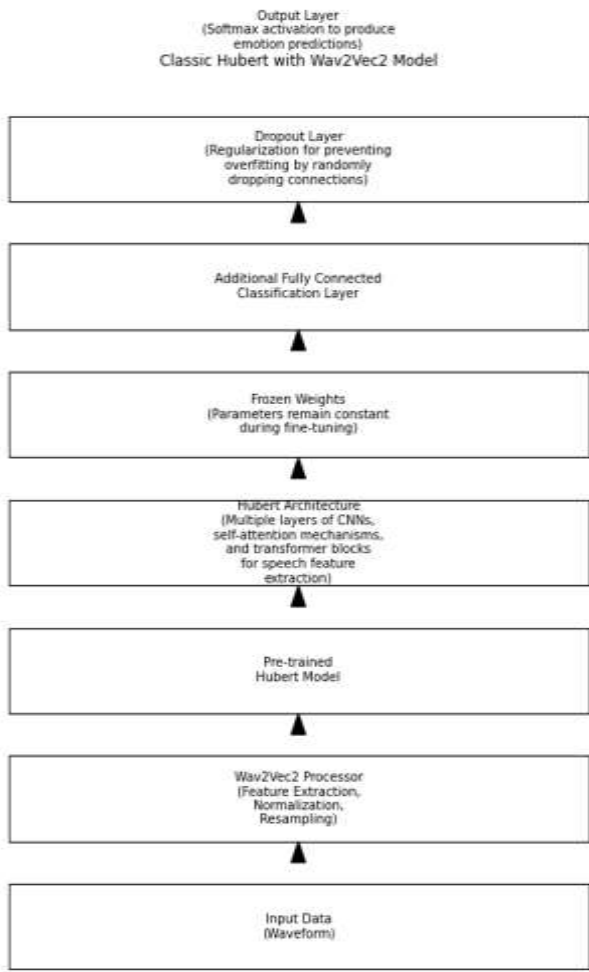 Output Layer
(Softmax activation to produce
emotion predictions)
Classic Hubert with Wav2Vec2 Model
Dropout Layer
(Regularization for preventing
overfitting by randomly
dropping connections)
Additional Fully Connected
Classification Layer
Frozen Weights
(Parameters remain constant
during fine-tuning)
Hubert Architecture
(Multiple layers of CNNs,
self-attention mechanisms,
and transformer blocks
for speech feature
extraction)
Pre-trained
Hubert Model
Wav2Vec2 Processor
(Feature Extraction,
Normalization,
Resampling)
Input Data
(Waveform)